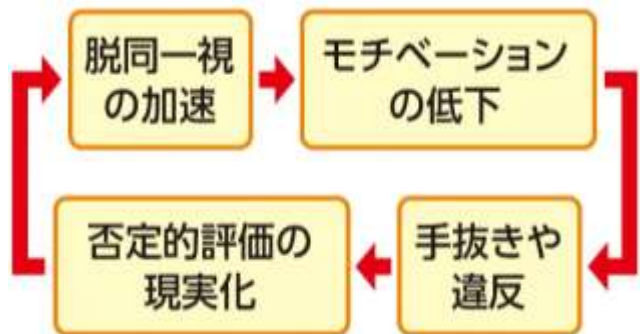 脱同一視
の加速
モチベーション
の低下
手抜きや
違反
否定的評価の
現実化